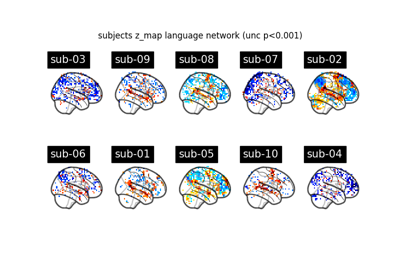 subjects z_map language network (unc p<0.001)
sub-03 sub-09 sub-08 sub-07 sub-02
sub-06 sub-01 sub-05 sub-10 sub-04